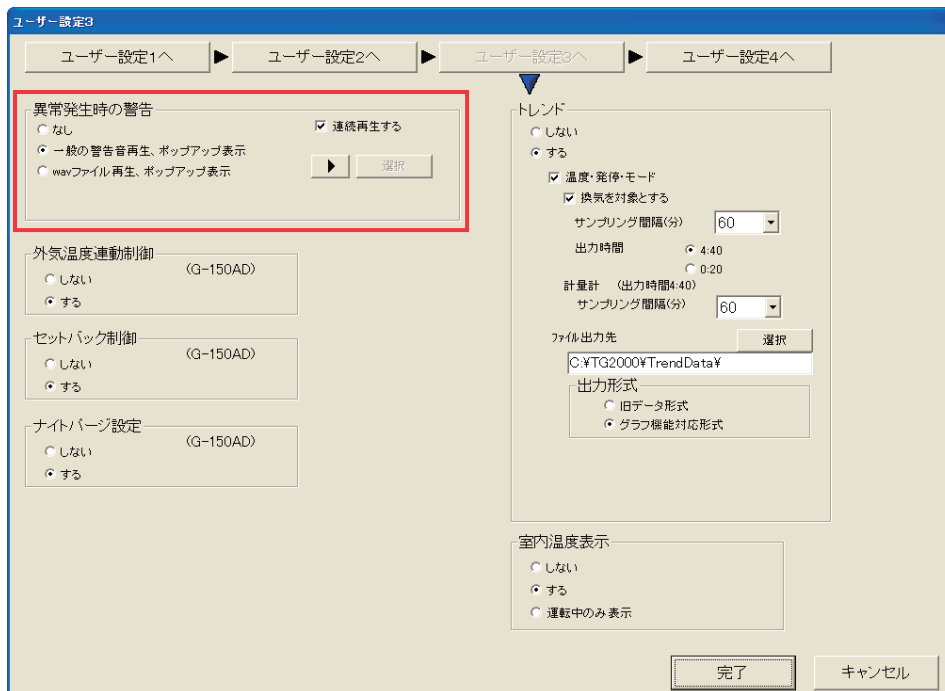 ユーザー設定3
ユーザー設定1へ
ユーザー設定2へ
ユーザー設定3へ
ユーザー設定4へ
異常発生時の警告
なし
連続再生する
一般の警告音再生、ポップアップ表示
wavファイル再生、ポップアップ表示
選択
外気温度連動制御
(G-150AD)
しない
する
セットバック制御
(G-150AD)
しない
する
ナイトパージ設定
(G-150AD)
しない
する
トレンド
しない
する
温度・発停・モード
換気を対象とする
サンプリング間隔(分)
60
出力時間
4:40
0:20
計量計 (出力時間4:40)
サンプリング間隔(分)
60
ファイル出力先
選択
C:¥TG2000¥TrendData¥
出力形式
旧データ形式
グラフ機能対応形式
室内温度表示
しない
する
運転中のみ表示
完了
キャンセル